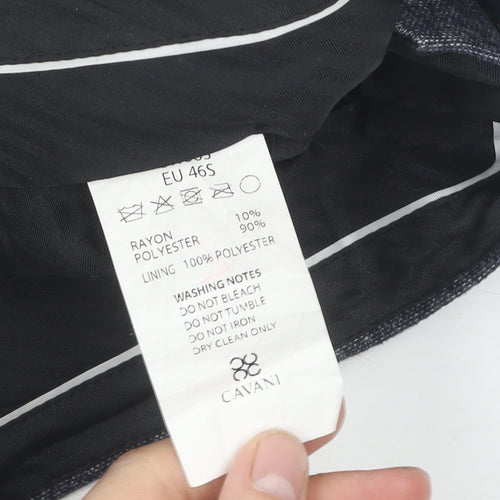 EU 46S
RAYON 10%
POLYESTER 90%
LINING 100% POLYESTER
WASHING NOTES
DO NOT BLEACH
DO NOT TUMBLE
DO NOT IRON
DRY CLEAN ONLY
CAVANI